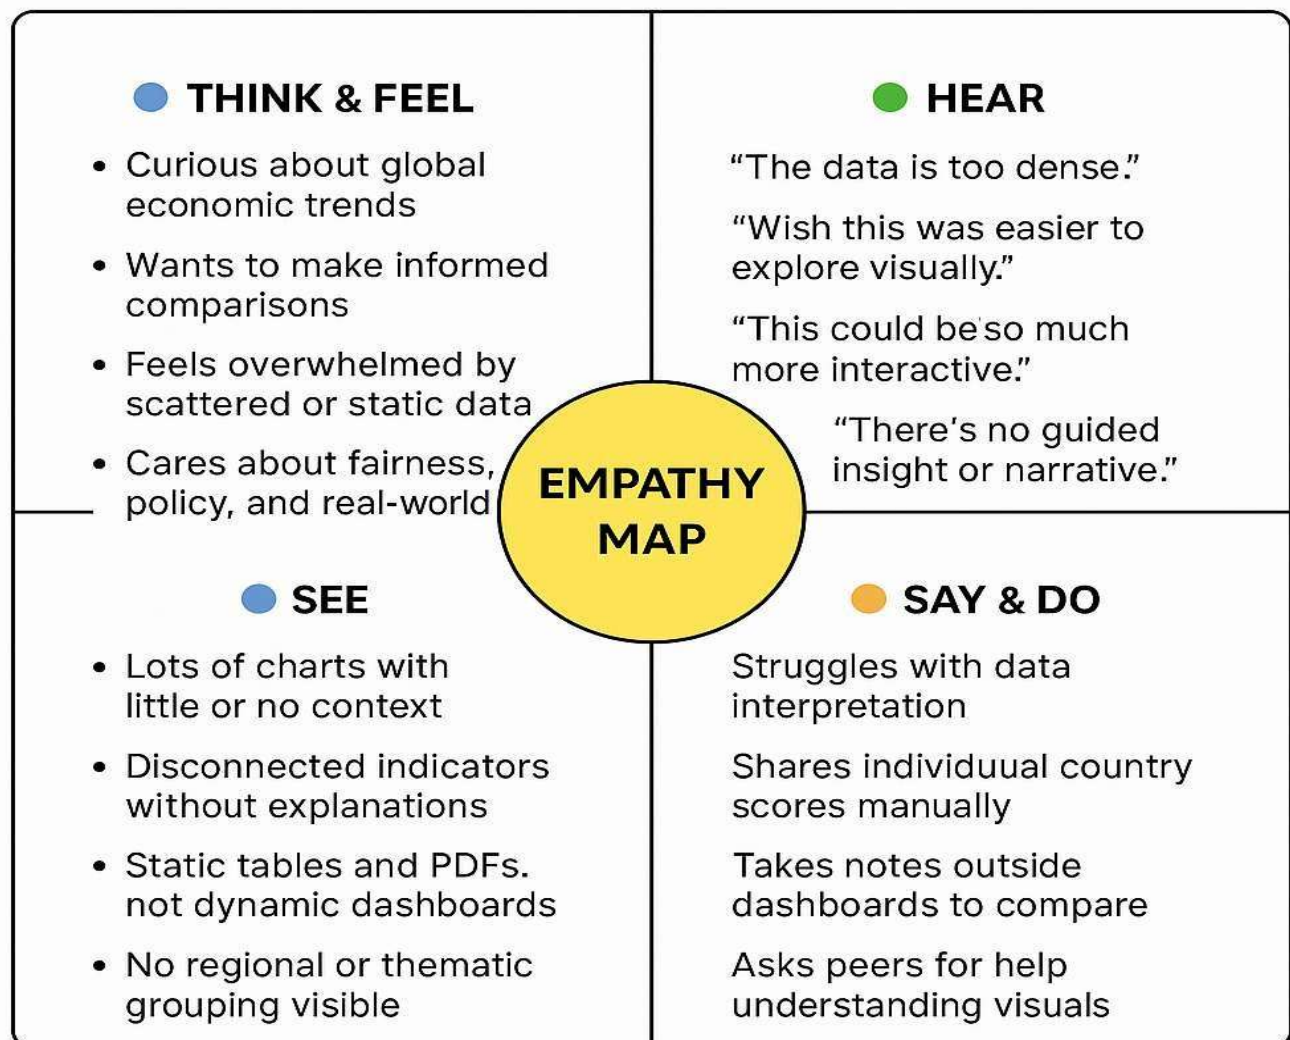 THINK & FEEL
• Curious about global
economic trends
• Wants to make informed
comparisons
• Feels overwhelmed by
scattered or static data
• Cares about fairness,
policy, and real-world
HEAR
“The data is too dense.”
“Wish this was easier to
explore visually.”
“This could be so much
more interactive.”
“There’s no guided
insight or narrative.”
EMPATHY
MAP
SEE
• Lots of charts with
little or no context
• Disconnected indicators
without explanations
• Static tables and PDFs.
not dynamic dashboards
• No regional or thematic
grouping visible
SAY & DO
Struggles with data
interpretation
Shares individuual country
scores manually
Takes notes outside
dashboards to compare
Asks peers for help
understanding visuals